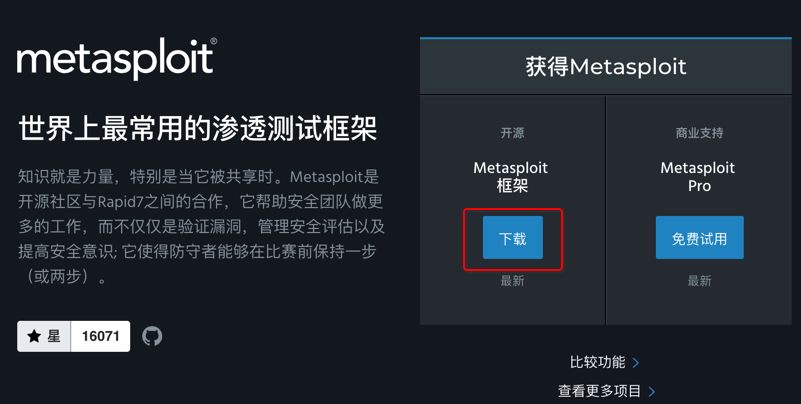 metasploit®
世界上最常用的渗透测试框架
知识就是力量，特别是当它被共享时。Metasploit是
开源社区与Rapid7之间的合作，它帮助安全团队做更
多的工作，而不仅仅是验证漏洞，管理安全评估以及
提高安全意识; 它使得防守者能够在比赛前保持一步
（或两步）。
星 16071
获得Metasploit
开源
Metasploit
框架
下载
最新
商业支持
Metasploit
Pro
免费试用
最新
比较功能
查看更多项目